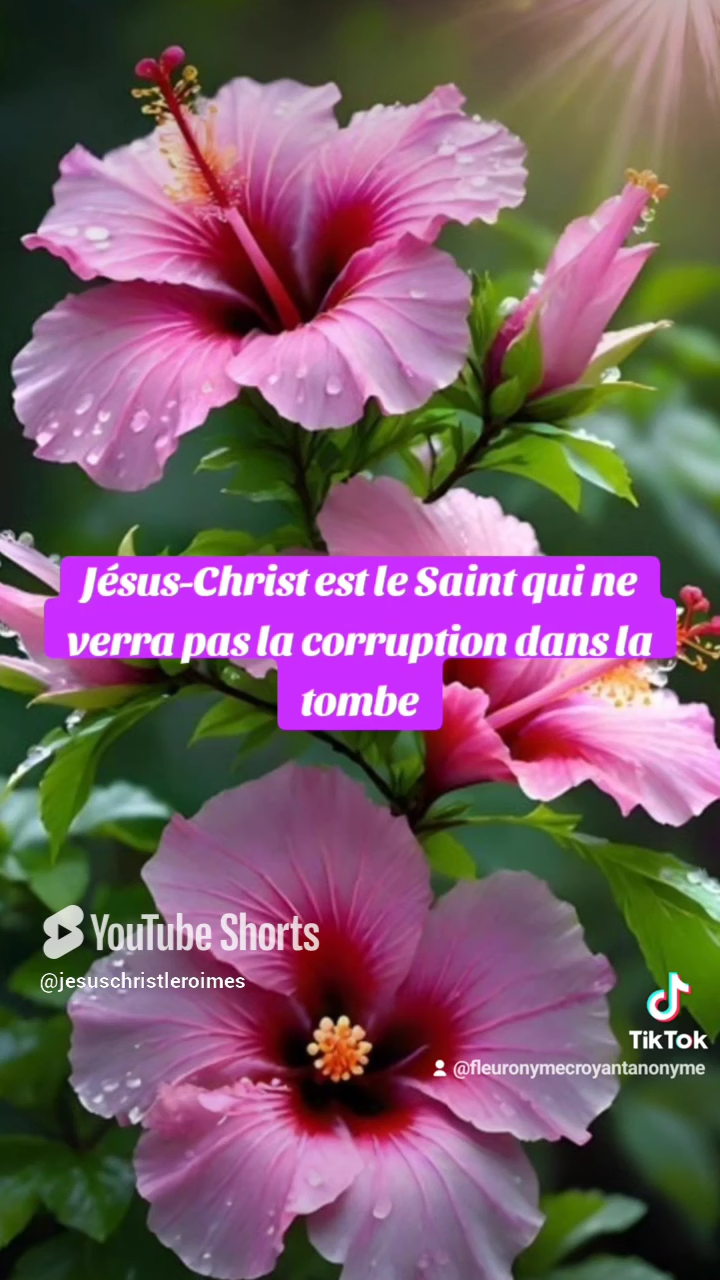 Jésus-Christ est le Saint qui ne
verra pas la corruption dans la
tombe
YouTube Shorts
@jesuschristleroimes
TikTok
@fleuronymecroyantanonyme